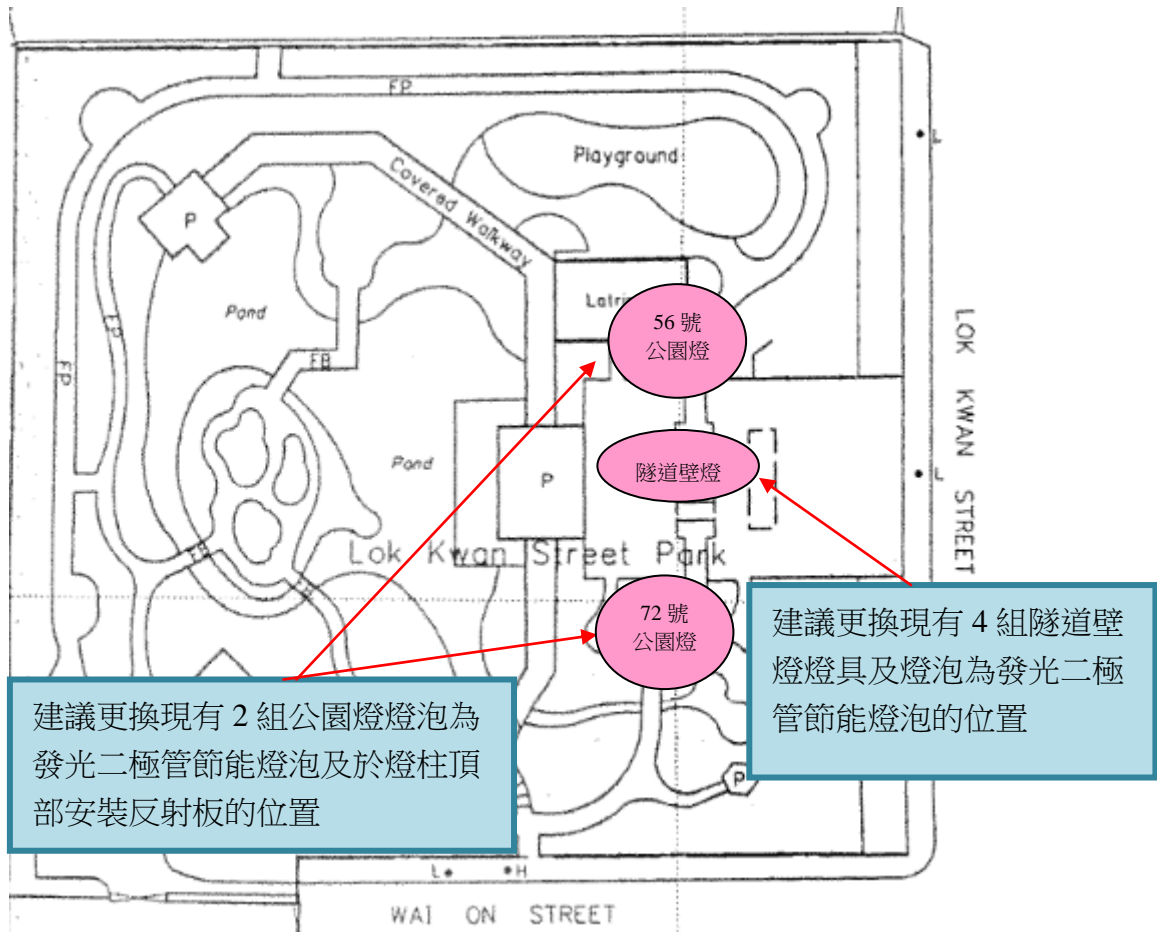 FP
Playground
Covered Walkway
P
L
Latri
Pond
FP
FP
FB
56 號
公園燈
LOK KWAN STREET
Pond
P
隧道壁燈
L
Lok Kwan Street Park
FB
72 號
公園燈
建議更換現有 4 組隧道壁
燈燈具及燈泡為發光二極
管節能燈泡的位置
建議更換現有 2 組公園燈燈泡為
發光二極管節能燈泡及於燈柱頂
部安裝反射板的位置
P
L
H
WAI ON STREET